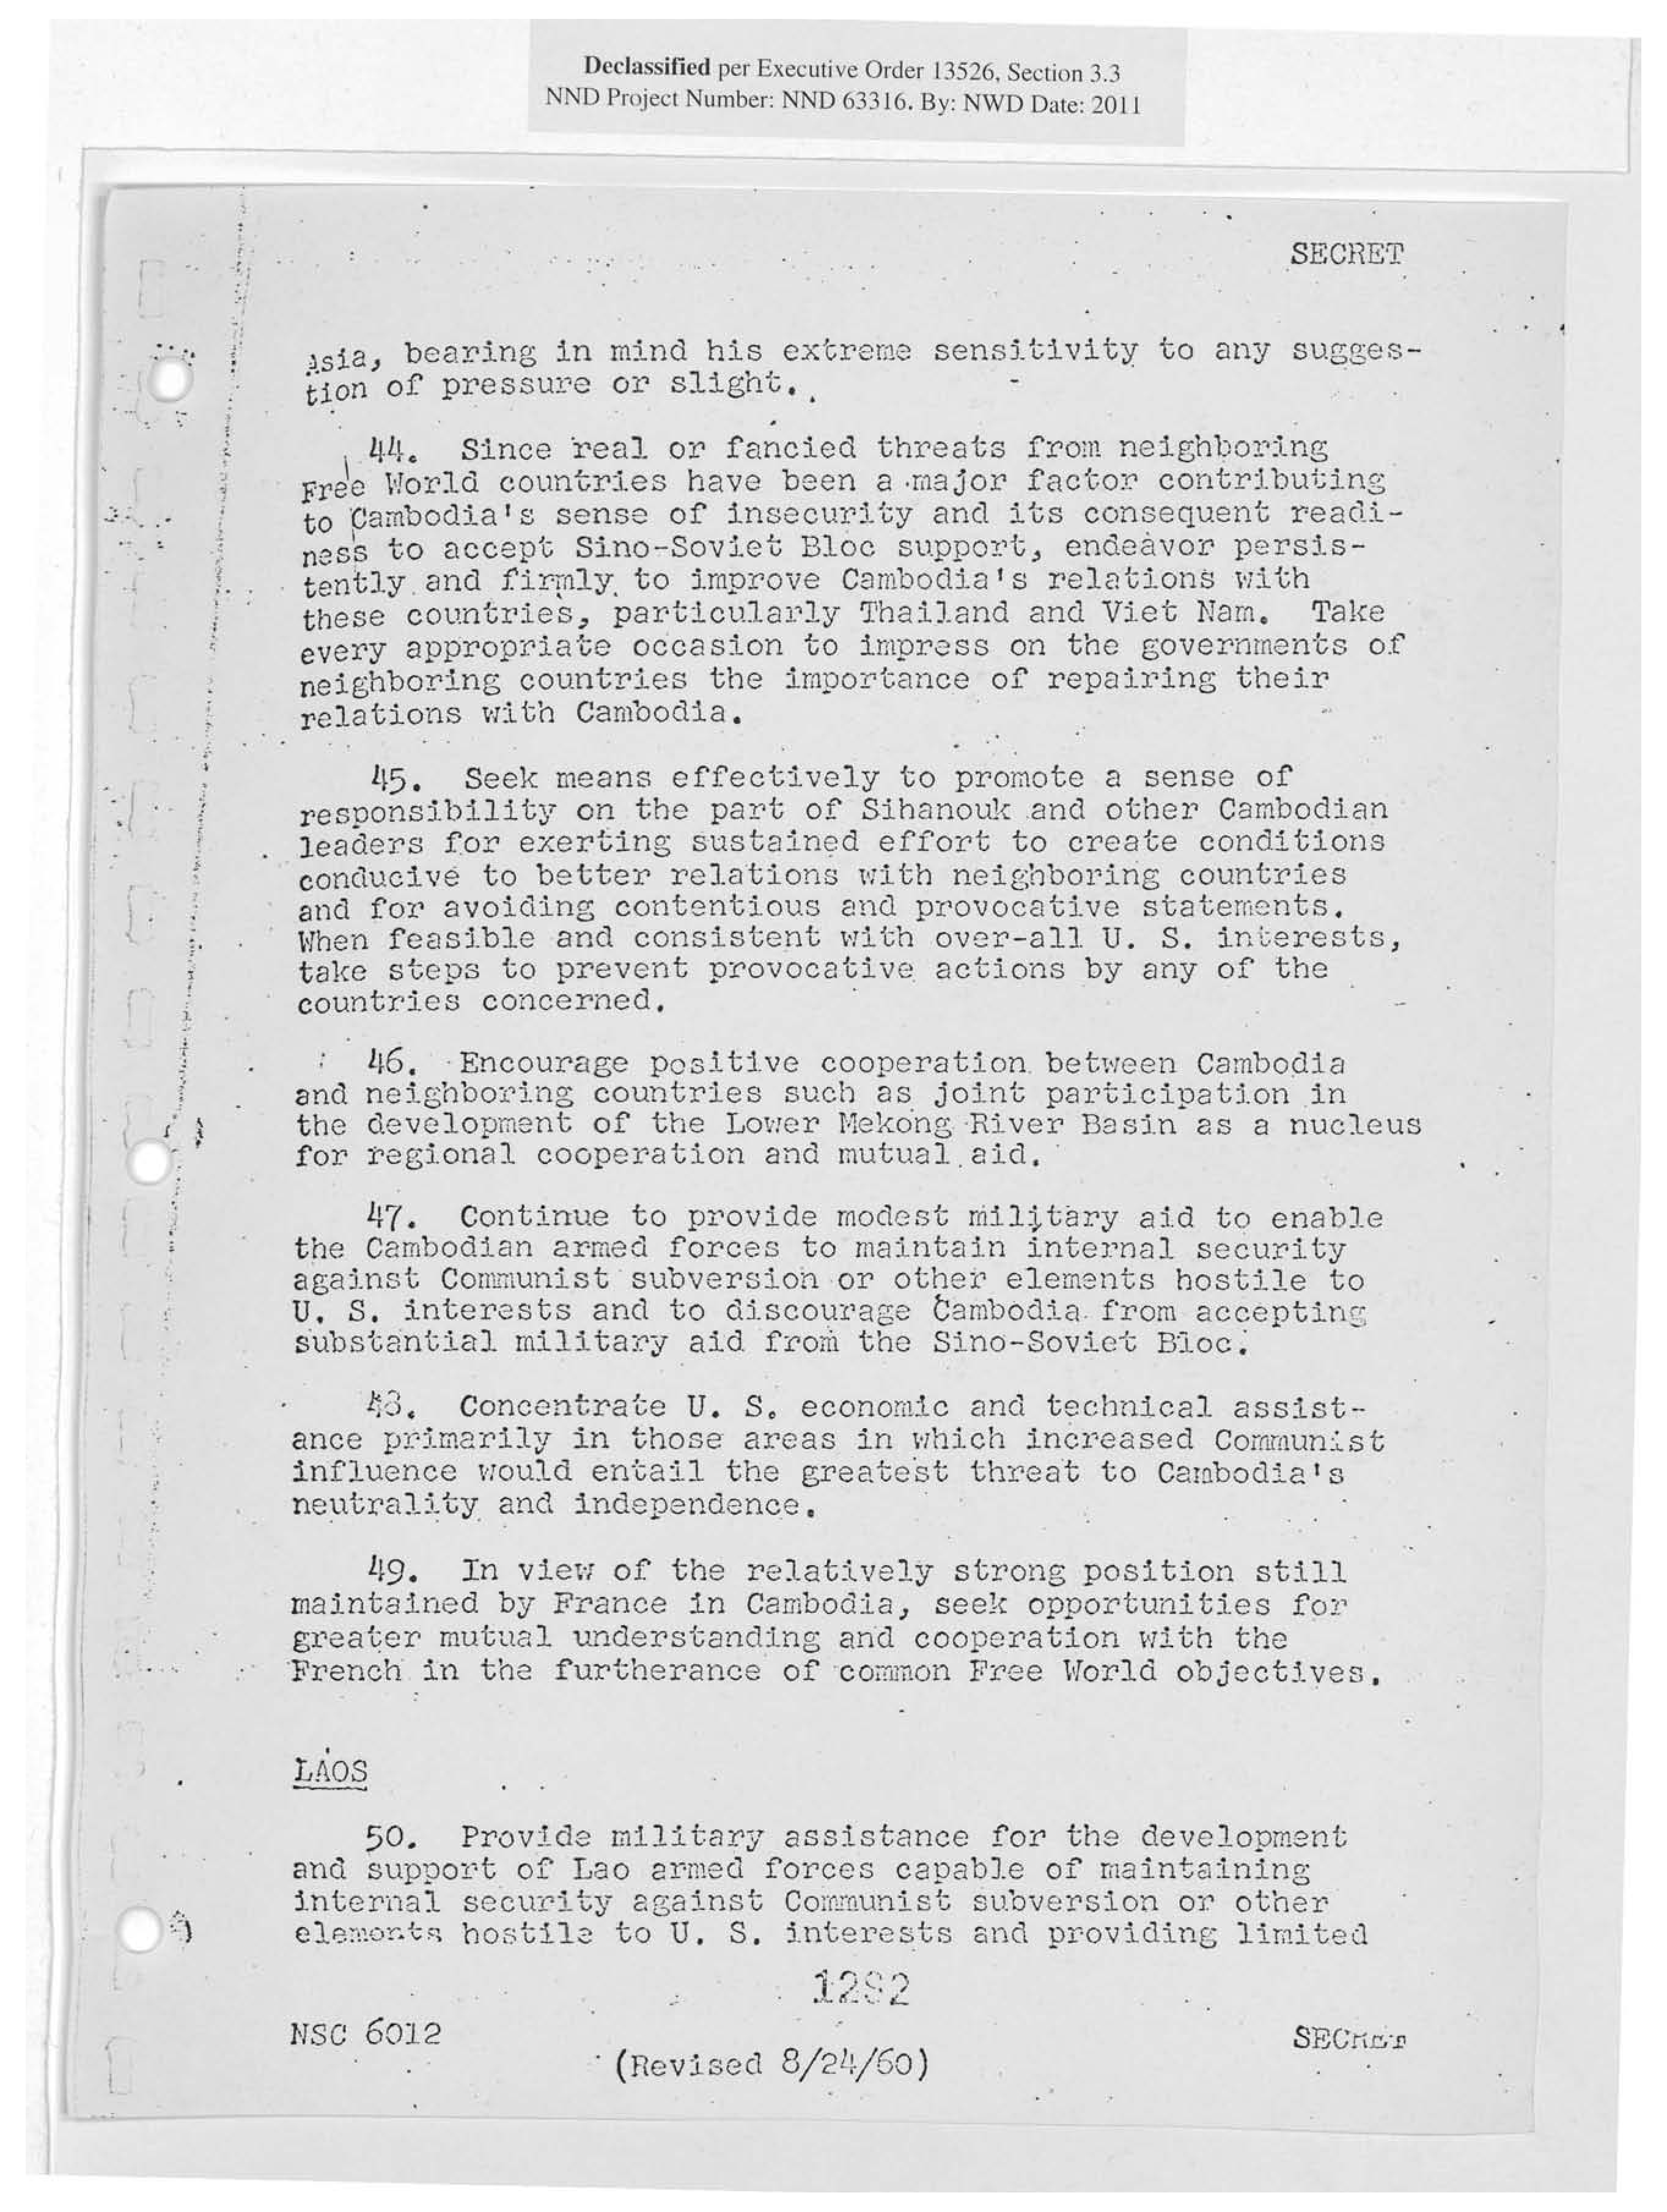 Declassified per Executive Order 13526, Section 3.3
NND Project Number: NND 63316. By: NWD Date: 2011
SECRET
Asia, bearing in mind his extreme sensitivity to any sugges-
tion of pressure or slight.
44. Since real or fancied threats from neighboring
Free World countries have been a major factor contributing
to Cambodia's sense of insecurity and its consequent readi-
ness to accept Sino-Soviet Bloc support, endeavor persis-
tently and firmly to improve Cambodia's relations with
these countries, particularly Thailand and Viet Nam. Take
every appropriate occasion to impress on the governments of
neighboring countries the importance of repairing their
relations with Cambodia.
45. Seek means effectively to promote a sense of
responsibility on the part of Sihanouk and other Cambodian
leaders for exerting sustained effort to create conditions
conducive to better relations with neighboring countries
and for avoiding contentious and provocative statements.
When feasible and consistent with over-all U. S. interests,
take steps to prevent provocative actions by any of the
countries concerned.
46. Encourage positive cooperation between Cambodia
and neighboring countries such as joint participation in
the development of the Lower Mekong River Basin as a nucleus
for regional cooperation and mutual aid.
47. Continue to provide modest military aid to enable
the Cambodian armed forces to maintain internal security
against Communist subversion or other elements hostile to
U. S. interests and to discourage Cambodia from accepting
substantial military aid from the Sino-Soviet Bloc.
48. Concentrate U. S. economic and technical assist-
ance primarily in those areas in which increased Communist
influence would entail the greatest threat to Cambodia's
neutrality and independence.
49. In view of the relatively strong position still
maintained by France in Cambodia, seek opportunities for
greater mutual understanding and cooperation with the
French in the furtherance of common Free World objectives.
LAOS
50. Provide military assistance for the development
and support of Lao armed forces capable of maintaining
internal security against Communist subversion or other
elements hostile to U. S. interests and providing limited
1292
NSC 6012
SECRET
(Revised 8/24/60)